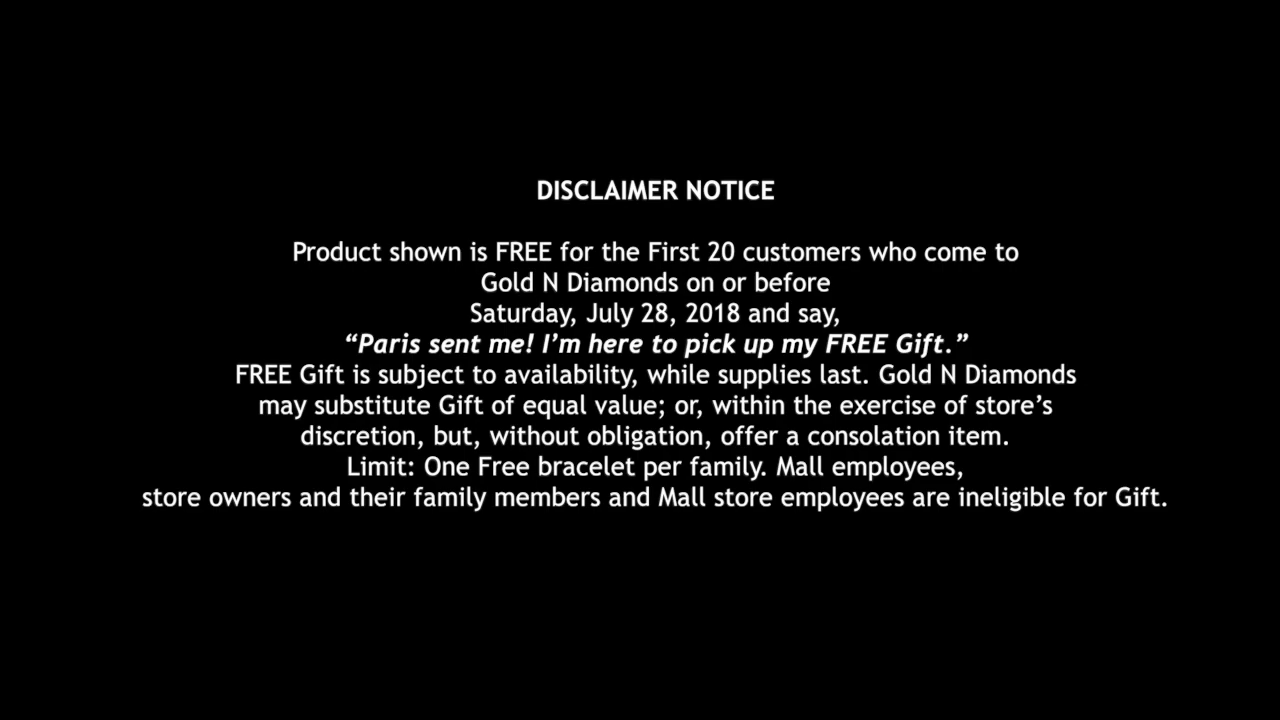 DISCLAIMER NOTICE
Product shown is FREE for the First 20 customers who come to
Gold N Diamonds on or before
Saturday, July 28, 2018 and say,
“Paris sent me! I’m here to pick up my FREE Gift.”
FREE Gift is subject to availability, while supplies last. Gold N Diamonds
may substitute Gift of equal value; or, within the exercise of store’s
discretion, but, without obligation, offer a consolation item.
Limit: One Free bracelet per family. Mall employees,
store owners and their family members and Mall store employees are ineligible for Gift.